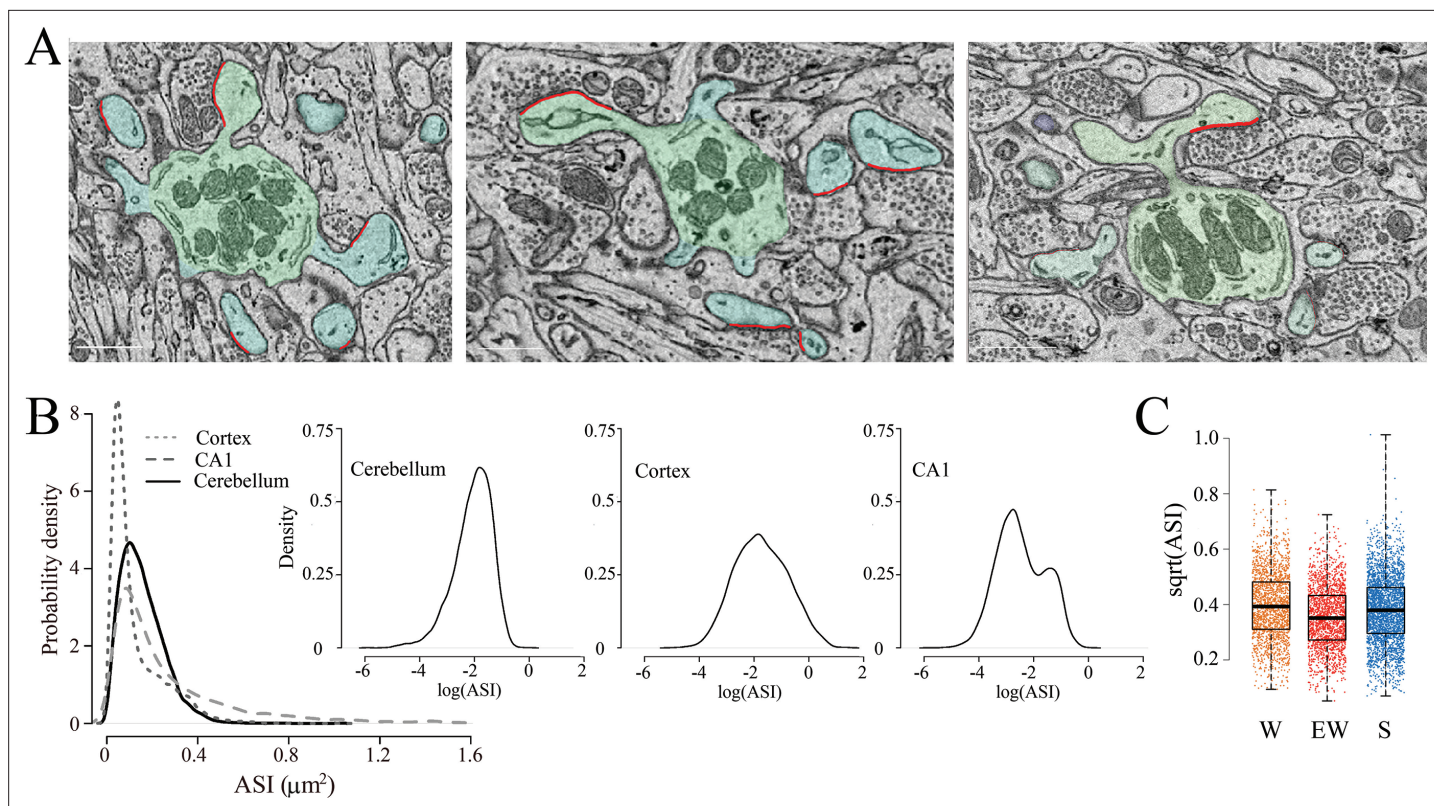 A
B
C
8
6
4
2
0
Probability density
Cortex
CA1
Cerebellum
0 0.4 0.8 1.2 1.6
ASI (μm²)
0.75
0.5
0.25
0
Density
Cerebellum
-6 -4 -2 0 2
log(ASI)
0.75
0.5
0.25
0
Cortex
-6 -4 -2 0 2
log(ASI)
0.75
0.5
0.25
0
CA1
-6 -4 -2 0 2
log(ASI)
1.0
0.8
0.6
0.4
0.2
sqrt(ASI)
W EW S